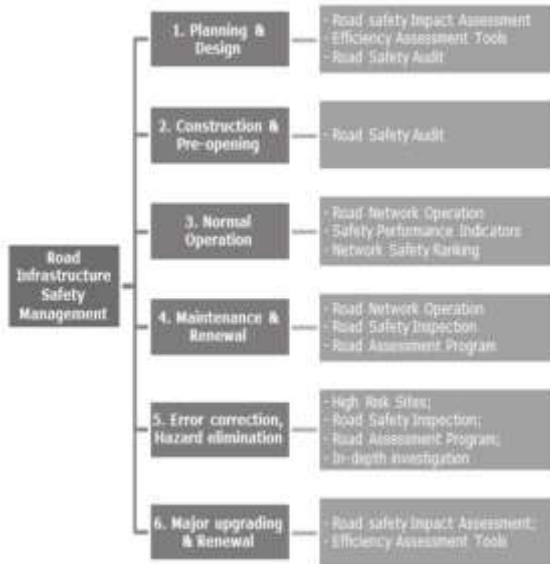 Road
Infrastructure
Safety
Management
1. Planning &
Design
- Road safety Impact Assessment
- Efficiency Assessment Tools
- Road Safety Audit
2. Construction &
Pre-opening
- Road Safety Audit
3. Normal
Operation
- Road Network Operation
- Safety Performance Indicators
- Network Safety Ranking
4. Maintenance &
Renewal
- Road Network Operation
- Road Safety Inspection
- Road Assessment Program
5. Error correction,
Hazard elimination
- High Risk Sites;
- Road Safety Inspection;
- Road Assessment Program;
- In-depth investigation
6. Major upgrading
& Renewal
- Road safety Impact Assessment;
- Efficiency Assessment Tools